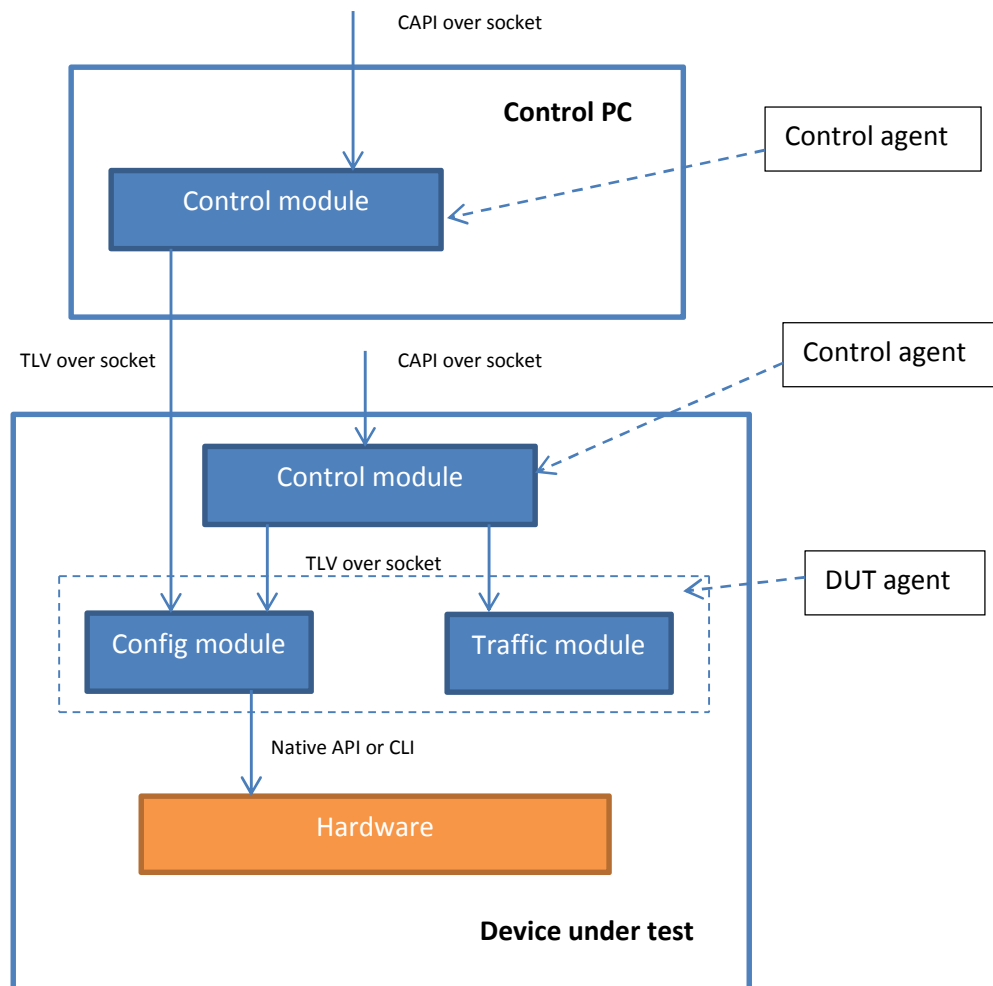 CAPI over socket
Control PC
Control agent
Control module
TLV over socket
CAPI over socket
Control agent
Control module
TLV over socket
DUT agent
Config module
Traffic module
Native API or CLI
Hardware
Device under test